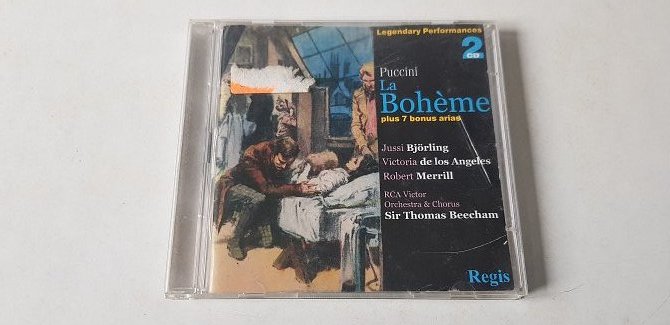 Legendary Performances
2
CD
Puccini
La
Bohème
plus 7 bonus arias
Jussi Björling
Victoria de los Angeles
Robert Merrill
RCA Victor
Orchestra & Chorus
Sir Thomas Beecham
Regis